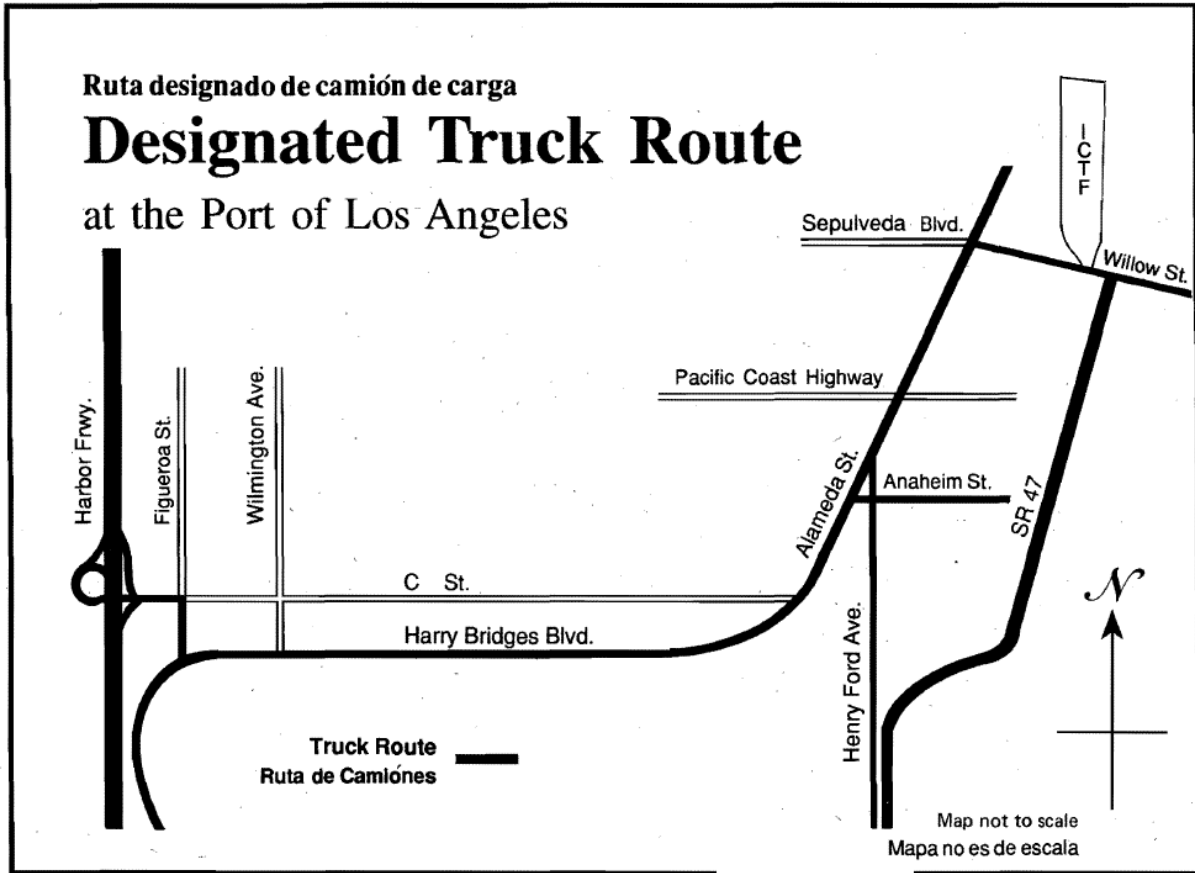 Ruta designado de camión de carga
Designated Truck Route
at the Port of Los Angeles
ICTF
Sepulveda Blvd.
Willow St.
Pacific Coast Highway
Harbor Frwy.
Figueroa St.
Wilmington Ave.
Alameda St.
Anaheim St.
SR 47
C St.
Harry Bridges Blvd.
Henry Ford Ave.
N
Truck Route
Ruta de Camiónes
Map not to scale
Mapa no es de escala